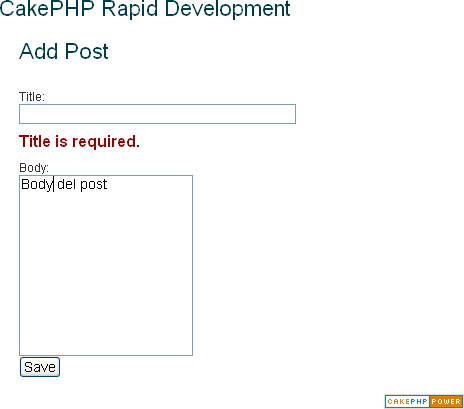 CakePHP Rapid Development
Add Post
Title:
Title is required.
Body:
Body del post
Save
CAKEPHP POWER